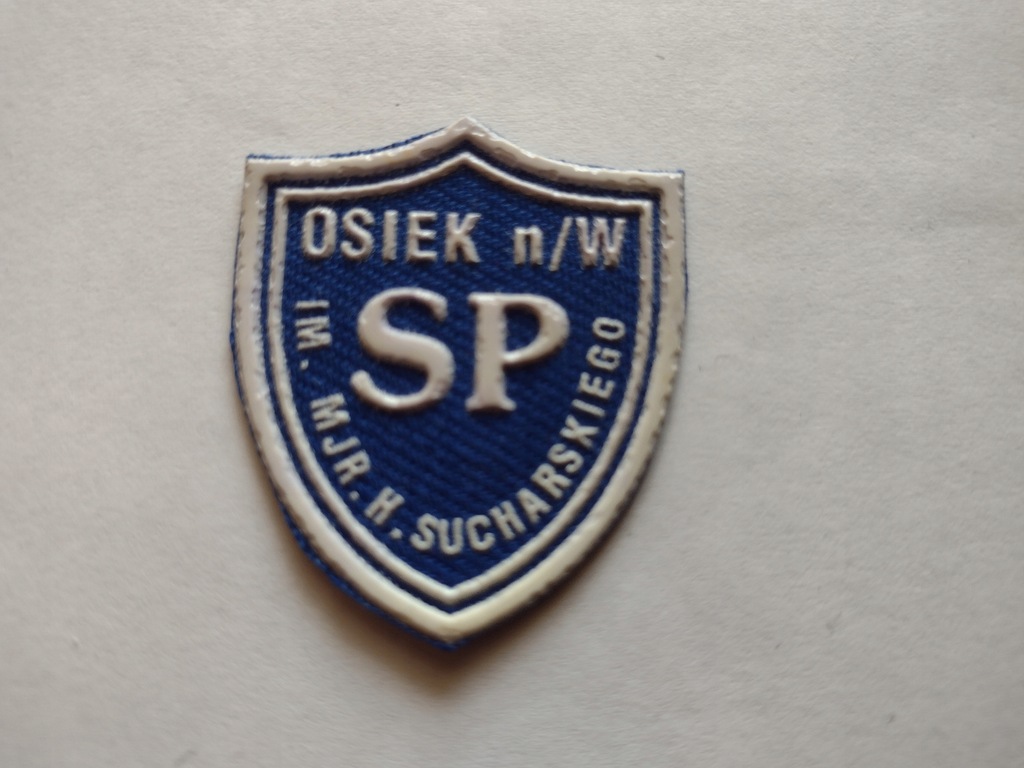 OSIEK n/W
SP
IM. MJR. H. SUCHARSKIEGO